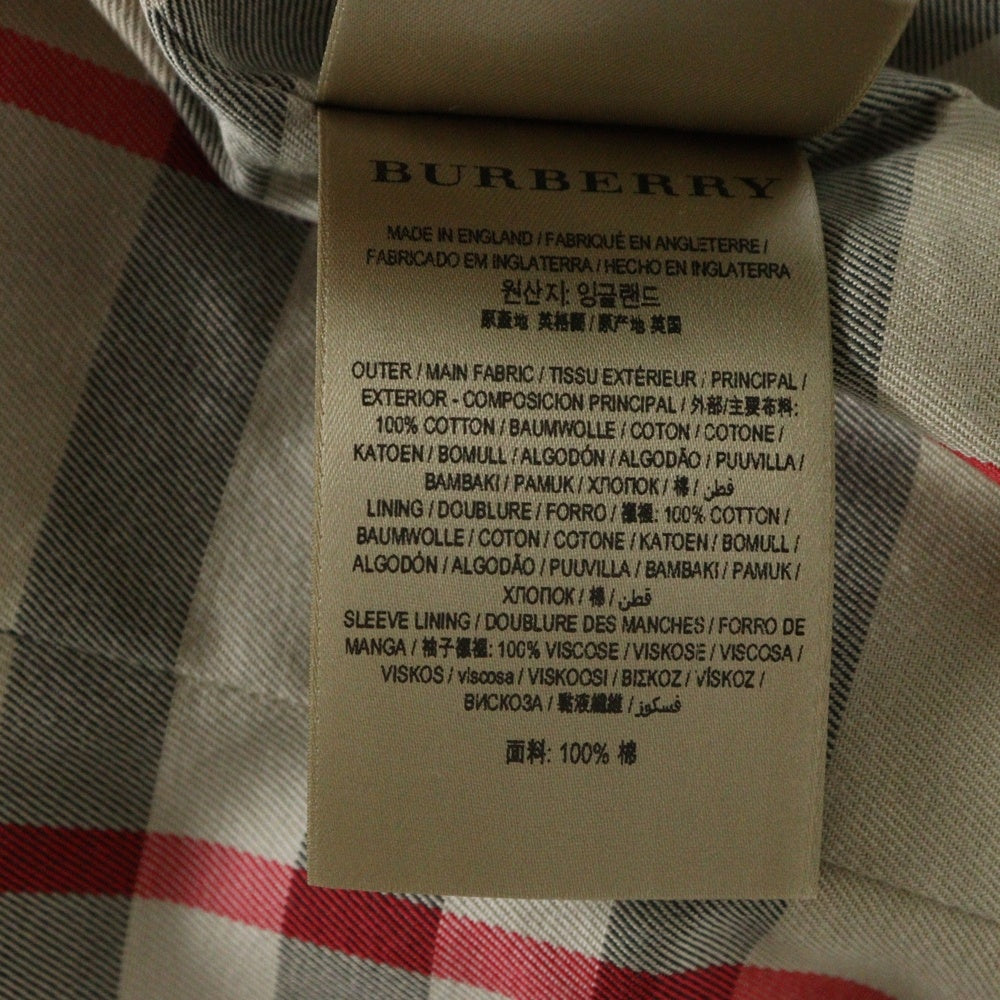 BURBERRY
MADE IN ENGLAND / FABRIQUÉ EN ANGLETERRE /
FABRICADO EM INGLATERRA / HECHO EN INGLATERRA
원산지: 잉글랜드
原產地 英格蘭 / 原产地 英国
OUTER / MAIN FABRIC / TISSU EXTÉRIEUR / PRINCIPAL /
EXTERIOR - COMPOSICION PRINCIPAL / 外部/主要布料:
100% COTTON / BAUMWOLLE / COTON / COTONE /
KATOEN / BOMULL / ALGODÓN / ALGODÃO / PUUVILLA /
BAMBAKI / PAMUK / ХЛОПОК / 棉 / قطن
LINING / DOUBLURE / FORRO / 襯裡: 100% COTTON /
BAUMWOLLE / COTON / COTONE / KATOEN / BOMULL /
ALGODÓN / ALGODÃO / PUUVILLA / BAMBAKI / PAMUK /
ХЛОПОК / 棉 / قطن
SLEEVE LINING / DOUBLURE DES MANCHES / FORRO DE
MANGA / 袖子襯裡: 100% VISCOSE / VISKOSE / VISCOSA /
VISKOS / viscosa / VISKOOSI / ΒΙΣΚΟΖ / VİSKOZ /
ВИСКОЗА / 黏液纖維 / فسكوز
面料: 100% 棉